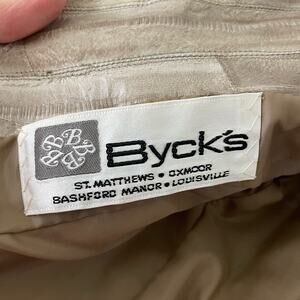 Byck's
ST. MATTHEWS • OXMOOR
BASHFORD MANOR • LOUISVILLE